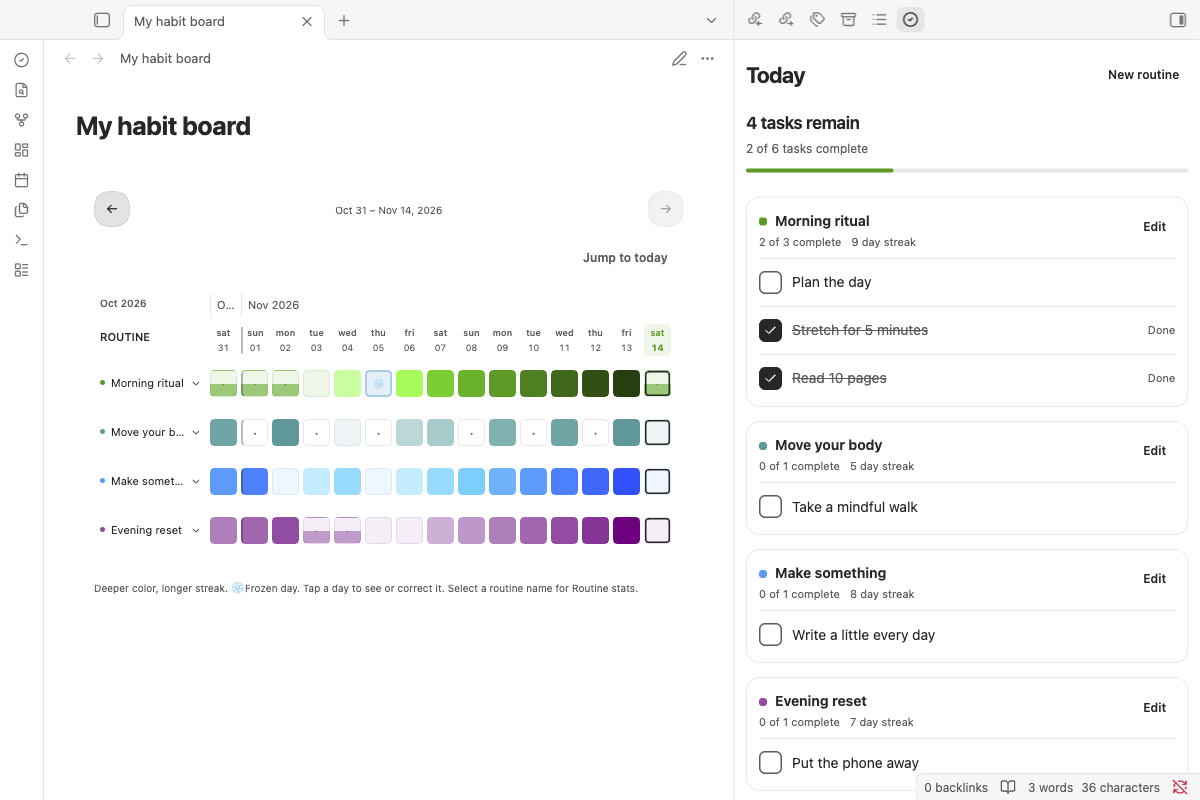 My habit board
My habit board
My habit board
Oct 31 – Nov 14, 2026
Jump to today
Oct 2026
O...
Nov 2026
ROUTINE
sat sun mon tue wed thu fri sat sun mon tue wed thu fri sat
31 01 02 03 04 05 06 07 08 09 10 11 12 13 14
Morning ritual
Move your b...
Make somet...
Evening reset
Deeper color, longer streak. Frozen day. Tap a day to see or correct it. Select a routine name for Routine stats.
Today
New routine
4 tasks remain
2 of 6 tasks complete
Morning ritual
Edit
2 of 3 complete 9 day streak
Plan the day
Stretch for 5 minutes
Done
Read 10 pages
Done
Move your body
Edit
0 of 1 complete 5 day streak
Take a mindful walk
Make something
Edit
0 of 1 complete 8 day streak
Write a little every day
Evening reset
Edit
0 of 1 complete 7 day streak
Put the phone away
0 backlinks 3 words 36 characters